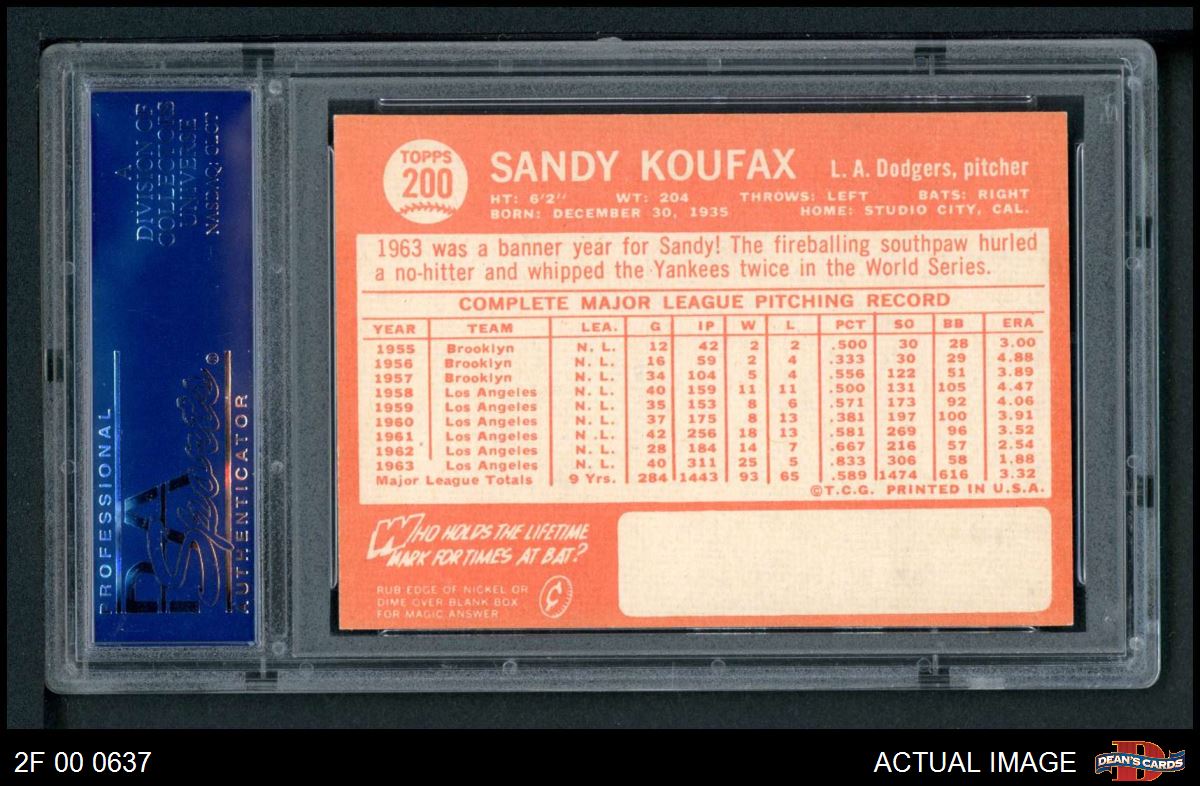 A
DIVISION OF
COLLECTORS
UNIVERSE
NASDAQ: CLCT
PROFESSIONAL
PSA
Sports ®
AUTHENTICATOR
TOPPS
200
SANDY KOUFAX L. A. Dodgers, pitcher
HT: 6'2" WT: 204 THROWS: LEFT BATS: RIGHT
BORN: DECEMBER 30, 1935 HOME: STUDIO CITY, CAL.
1963 was a banner year for Sandy! The fireballing southpaw hurled
a no-hitter and whipped the Yankees twice in the World Series.
COMPLETE MAJOR LEAGUE PITCHING RECORD
YEAR TEAM LEA. G IP W L PCT SO BB ERA
1955 Brooklyn N. L. 12 42 2 2 .500 30 28 3.00
1956 Brooklyn N. L. 16 59 2 4 .333 30 29 4.88
1957 Brooklyn N. L. 34 104 5 4 .556 122 51 3.89
1958 Los Angeles N. L. 40 159 11 11 .500 131 105 4.47
1959 Los Angeles N. L. 35 153 8 6 .571 173 92 4.06
1960 Los Angeles N. L. 37 175 8 13 .381 197 100 3.91
1961 Los Angeles N. L. 42 256 18 13 .581 269 96 3.52
1962 Los Angeles N. L. 28 184 14 7 .667 216 57 2.54
1963 Los Angeles N. L. 40 311 25 5 .833 306 58 1.88
Major League Totals 9 Yrs. 284 1443 93 65 .589 1474 616 3.32
©T.C.G. PRINTED IN U.S.A.
WHO HOLDS THE LIFETIME
MARK FOR TIMES AT BAT?
RUB EDGE OF NICKEL OR
DIME OVER BLANK BOX
FOR MAGIC ANSWER
¢
2F 00 0637
ACTUAL IMAGE
D
DEAN'S CARDS